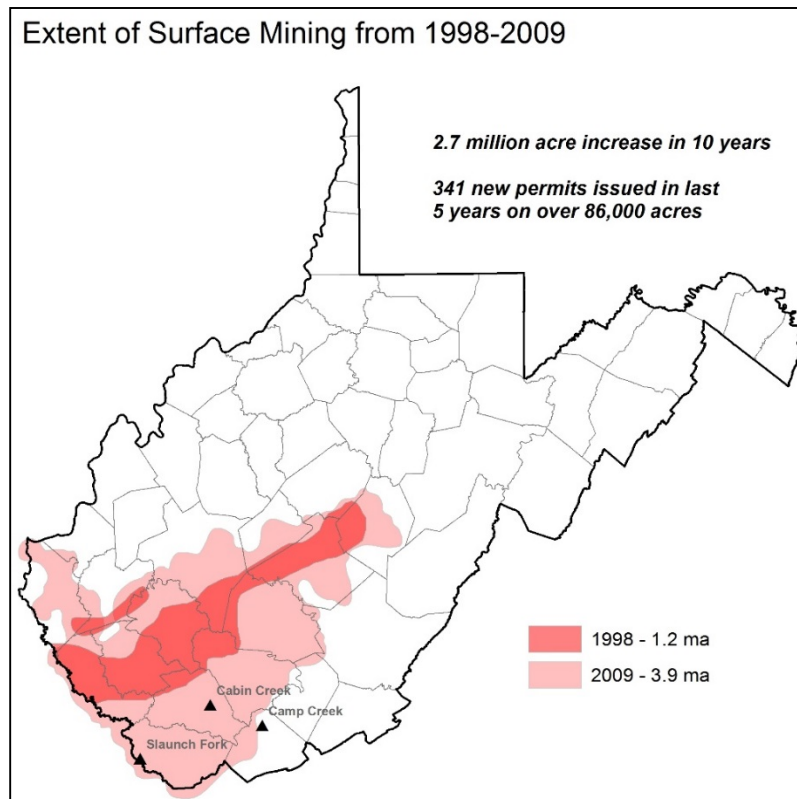 Extent of Surface Mining from 1998-2009
2.7 million acre increase in 10 years
341 new permits issued in last
5 years on over 86,000 acres
1998 - 1.2 ma
2009 - 3.9 ma
Cabin Creek
Camp Creek
Slaunch Fork